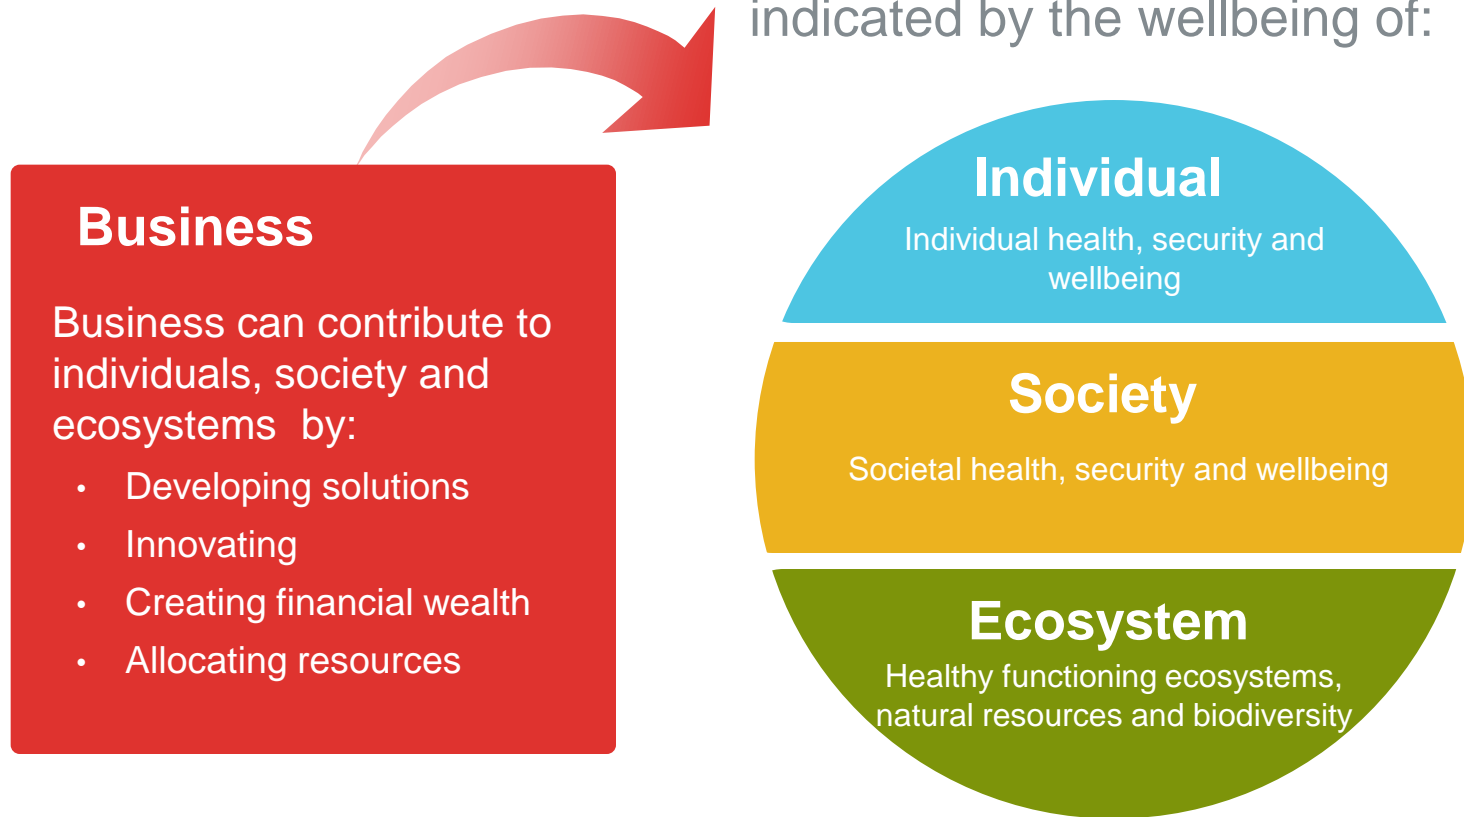 indicated by the wellbeing of:
Business
Business can contribute to
individuals, society and
ecosystems by:
• Developing solutions
• Innovating
• Creating financial wealth
• Allocating resources
Individual
Individual health, security and
wellbeing
Society
Societal health, security and wellbeing
Ecosystem
Healthy functioning ecosystems,
natural resources and biodiversity